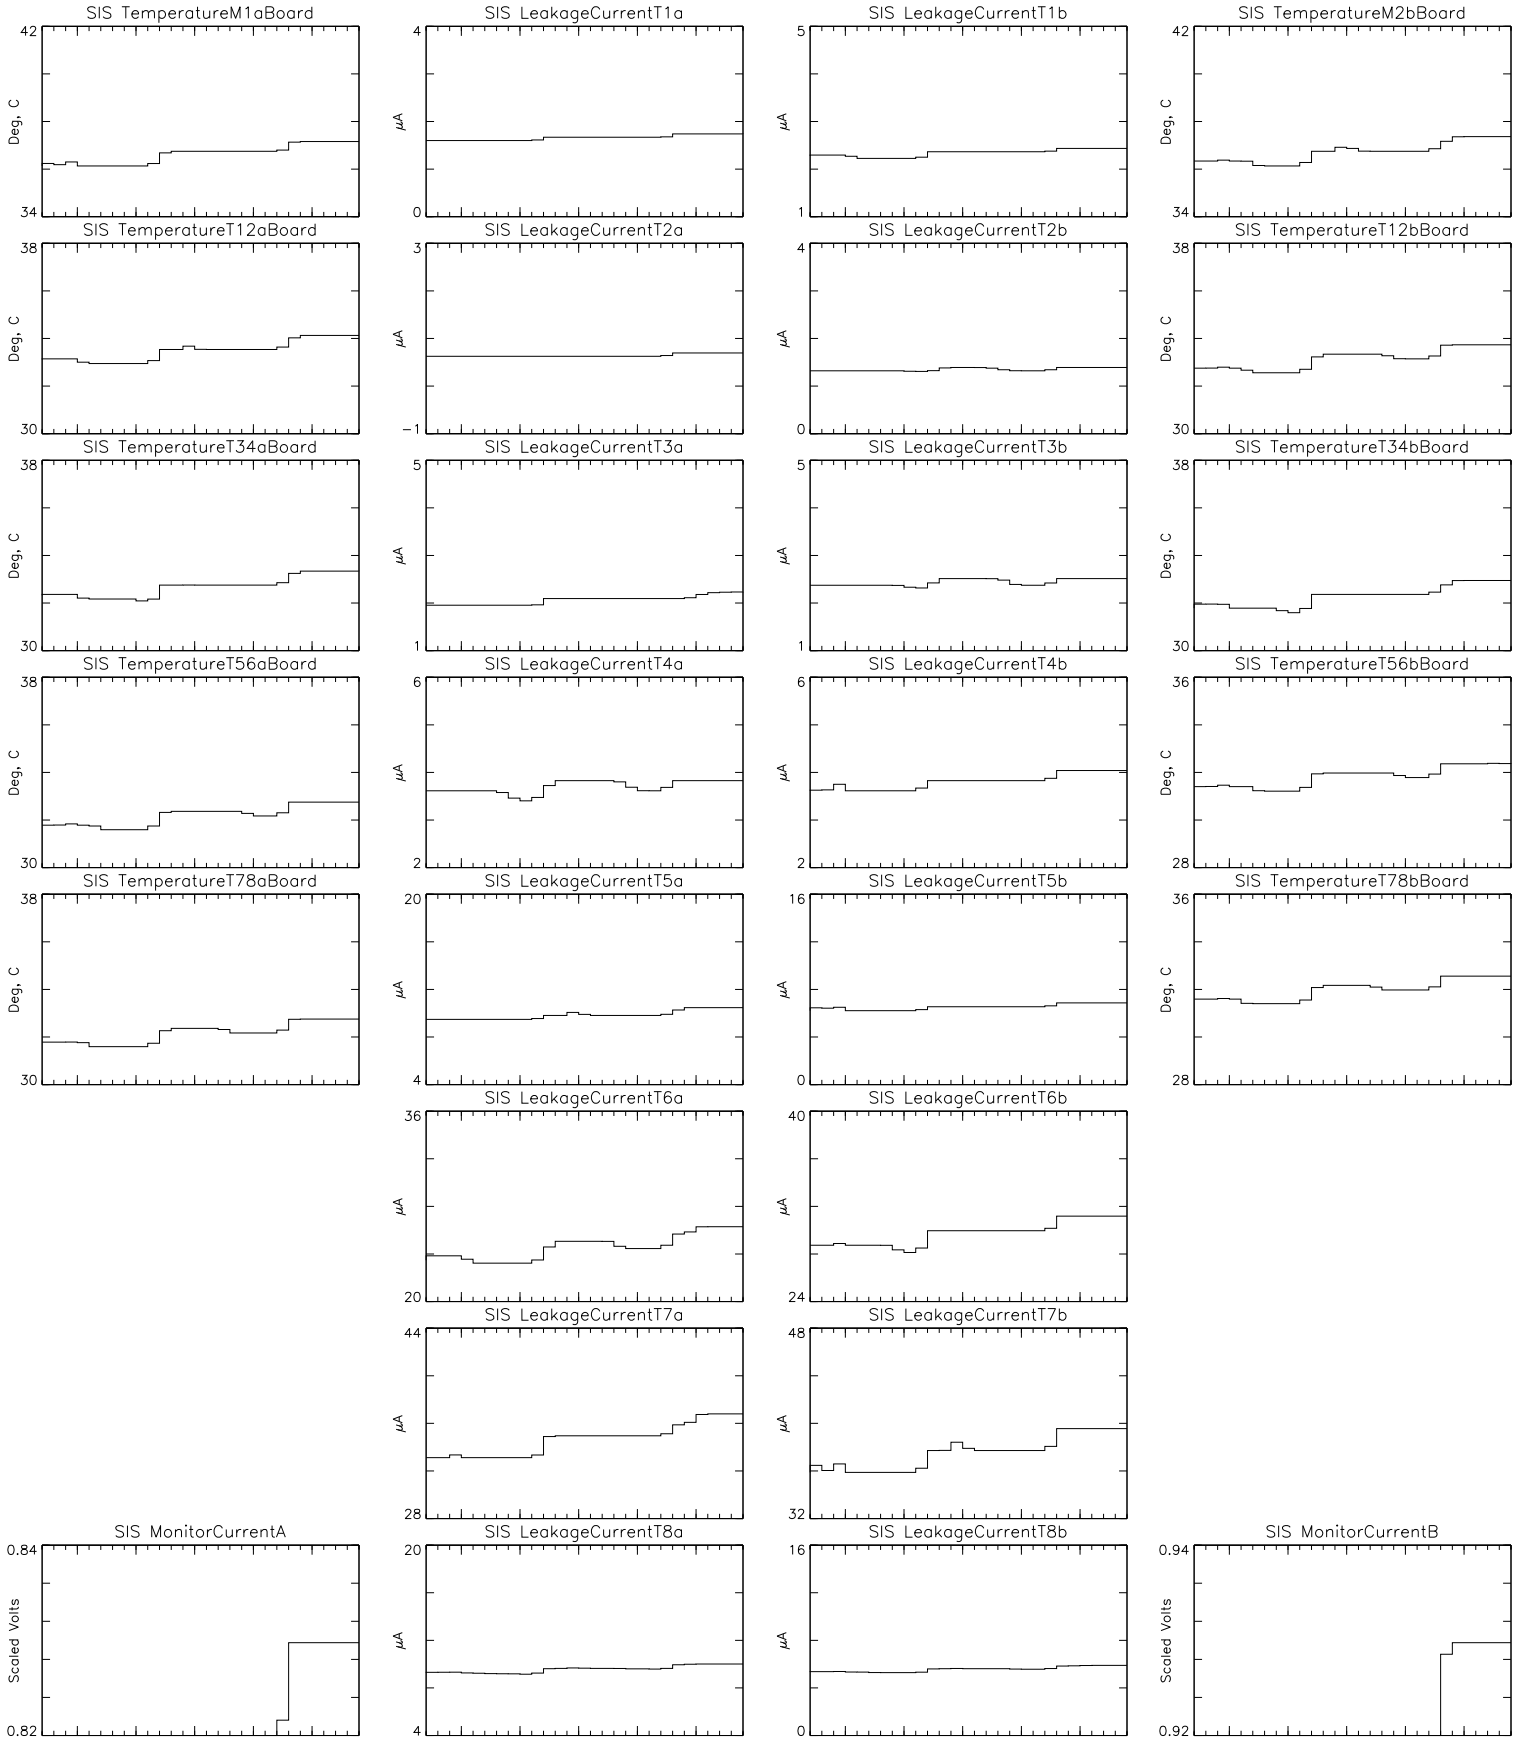 SIS TemperatureM1aBoard
42
Deg, C
34
SIS LeakageCurrentT1a
4
µA
0
SIS LeakageCurrentT1b
5
µA
1
SIS TemperatureM2bBoard
42
Deg, C
34
SIS TemperatureT12aBoard
38
Deg, C
30
SIS LeakageCurrentT2a
3
µA
−1
SIS LeakageCurrentT2b
4
µA
0
SIS TemperatureT12bBoard
38
Deg, C
30
SIS TemperatureT34aBoard
38
Deg, C
30
SIS LeakageCurrentT3a
5
µA
1
SIS LeakageCurrentT3b
5
µA
1
SIS TemperatureT34bBoard
38
Deg, C
30
SIS TemperatureT56aBoard
38
Deg, C
30
SIS LeakageCurrentT4a
6
µA
2
SIS LeakageCurrentT4b
6
µA
2
SIS TemperatureT56bBoard
36
Deg, C
28
SIS TemperatureT78aBoard
38
Deg, C
30
SIS LeakageCurrentT5a
20
µA
4
SIS LeakageCurrentT5b
16
µA
0
SIS TemperatureT78bBoard
36
Deg, C
28
SIS LeakageCurrentT6a
36
µA
20
SIS LeakageCurrentT6b
40
µA
24
SIS LeakageCurrentT7a
44
µA
28
SIS LeakageCurrentT7b
48
µA
32
SIS MonitorCurrentA
0.84
Scaled Volts
0.82
SIS LeakageCurrentT8a
20
µA
4
SIS LeakageCurrentT8b
16
µA
0
SIS MonitorCurrentB
0.94
Scaled Volts
0.92